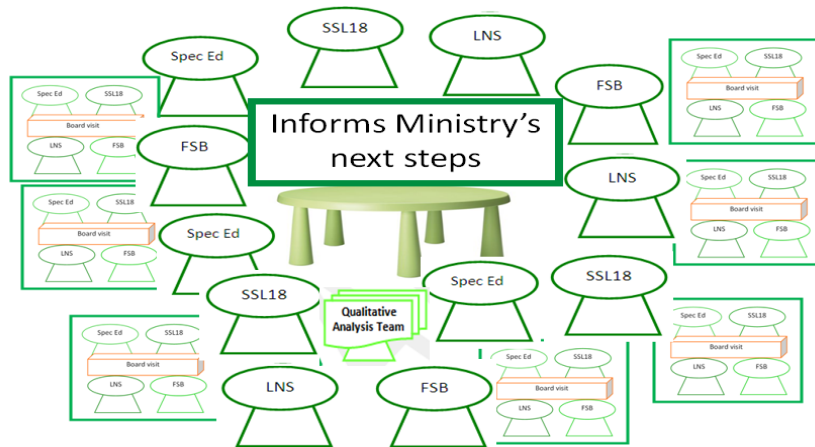 SSL18
LNS
Spec Ed
FSB
Informs Ministry's
next steps
FSB
LNS
Spec Ed
SSL18
Spec Ed
SSL18
Qualitative
Analysis Team
LNS
FSB
Spec Ed
SSL18
Board visit
LNS
FSB
Spec Ed
SSL18
Board visit
LNS
FSB
Spec Ed
SSL18
Board visit
LNS
FSB
Spec Ed
SSL18
Board visit
LNS
FSB
Spec Ed
SSL18
Board visit
LNS
FSB
Spec Ed
SSL18
Board visit
LNS
FSB
Spec Ed
SSL18
Board visit
LNS
FSB